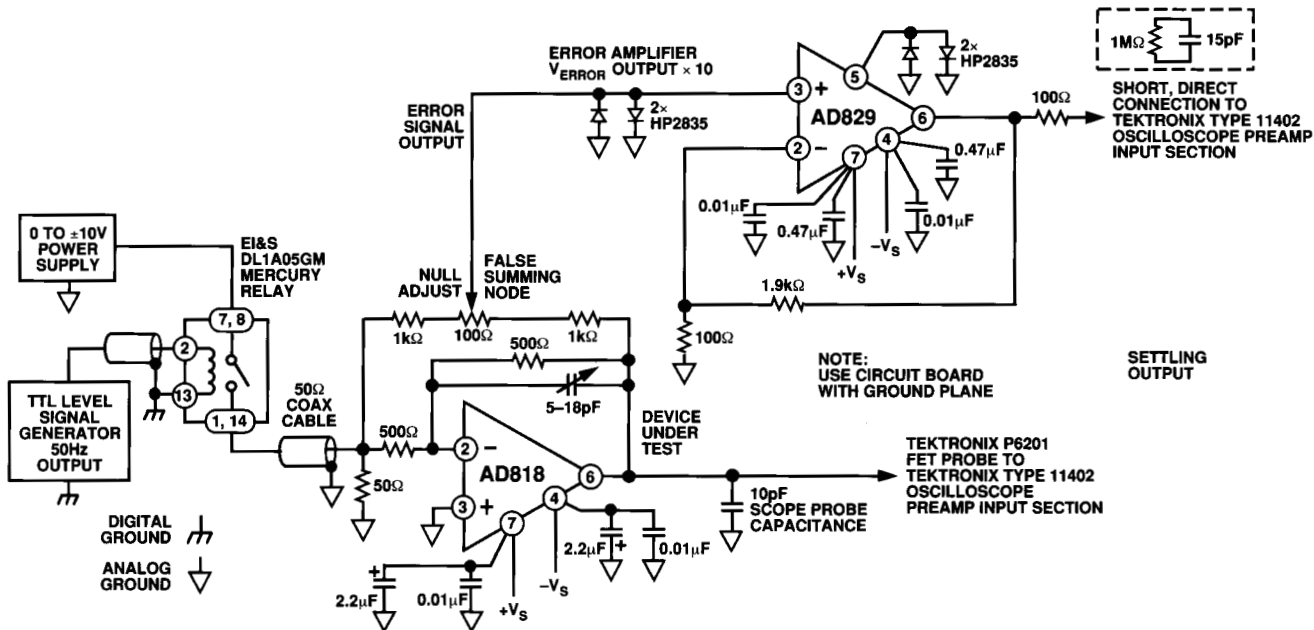 1MΩ
15pF
ERROR AMPLIFIER
V_ERROR OUTPUT × 10
2×
HP2835
5
3
+
2×
HP2835
ERROR
SIGNAL
OUTPUT
AD829
6
100Ω
SHORT, DIRECT
CONNECTION TO
TEKTRONIX TYPE 11402
OSCILLOSCOPE PREAMP
INPUT SECTION
2
–
4
7
0.47μF
0.01μF
0.47μF
0.01μF
–V_S
+V_S
0 TO ±10V
POWER
SUPPLY
EI&S
DL1A05GM
MERCURY
RELAY
7, 8
NULL
ADJUST
FALSE
SUMMING
NODE
1.9kΩ
1kΩ
100Ω
1kΩ
100Ω
2
13
1, 14
500Ω
5–18pF
NOTE:
USE CIRCUIT BOARD
WITH GROUND PLANE
SETTLING
OUTPUT
TTL LEVEL
SIGNAL
GENERATOR
50Hz
OUTPUT
50Ω
COAX
CABLE
500Ω
2
–
DEVICE
UNDER
TEST
AD818
6
50Ω
3
+
4
7
TEKTRONIX P6201
FET PROBE TO
TEKTRONIX TYPE 11402
OSCILLOSCOPE
PREAMP INPUT SECTION
10pF
SCOPE PROBE
CAPACITANCE
DIGITAL
GROUND
ANALOG
GROUND
2.2μF
+
0.01μF
+
2.2μF
0.01μF
–V_S
+V_S